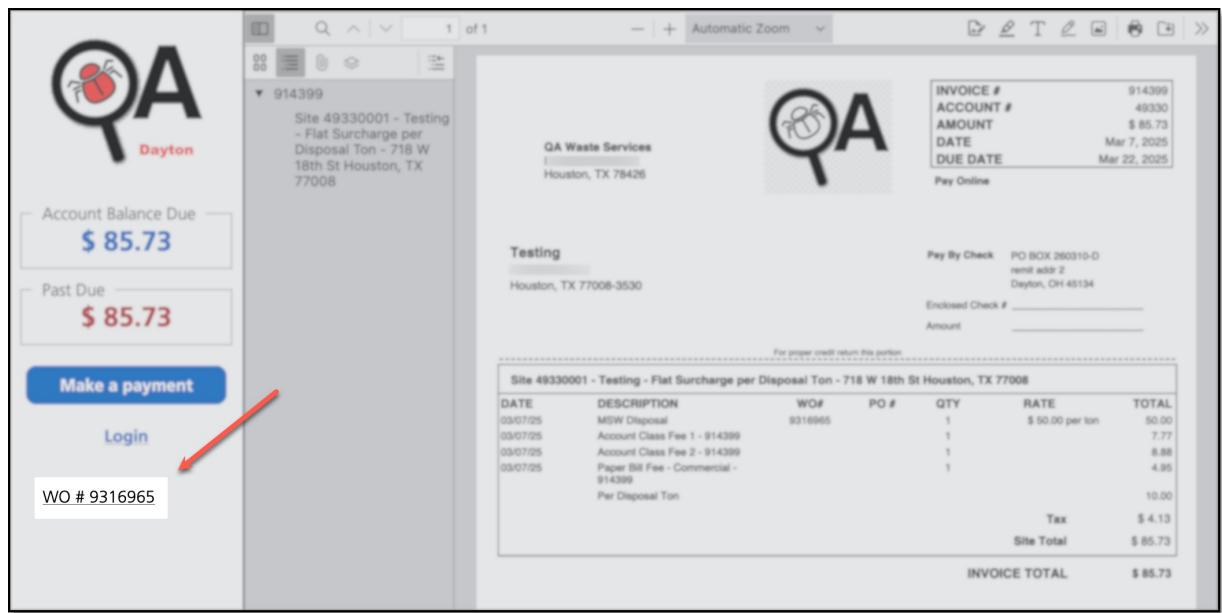 QA
Dayton
Account Balance Due
$ 85.73
Past Due
$ 85.73
Make a payment
Login
WO # 9316965
1 of 1
Automatic Zoom
914399
Site 49330001 - Testing
- Flat Surcharge per
Disposal Ton - 718 W
18th St Houston, TX
77008
QA Waste Services
Houston, TX 78426
QA
INVOICE # 914399
ACCOUNT # 49330
AMOUNT $ 85.73
DATE Mar 7, 2025
DUE DATE Mar 22, 2025
Pay Online
Testing
Houston, TX 77008-3530
Pay By Check PO BOX 260310-D
remit addr 2
Dayton, OH 45134
Enclosed Check #
Amount
For proper credit return this portion
Site 49330001 - Testing - Flat Surcharge per Disposal Ton - 718 W 18th St Houston, TX 77008
DATE DESCRIPTION WO# PO # QTY RATE TOTAL
03/07/25 MSW Disposal 9316965 1 $ 50.00 per ton 50.00
03/07/25 Account Class Fee 1 - 914399 1 7.77
03/07/25 Account Class Fee 2 - 914399 1 8.88
03/07/25 Paper Bill Fee - Commercial - 1 4.95
914399
Per Disposal Ton 10.00
Tax $ 4.13
Site Total $ 85.73
INVOICE TOTAL $ 85.73